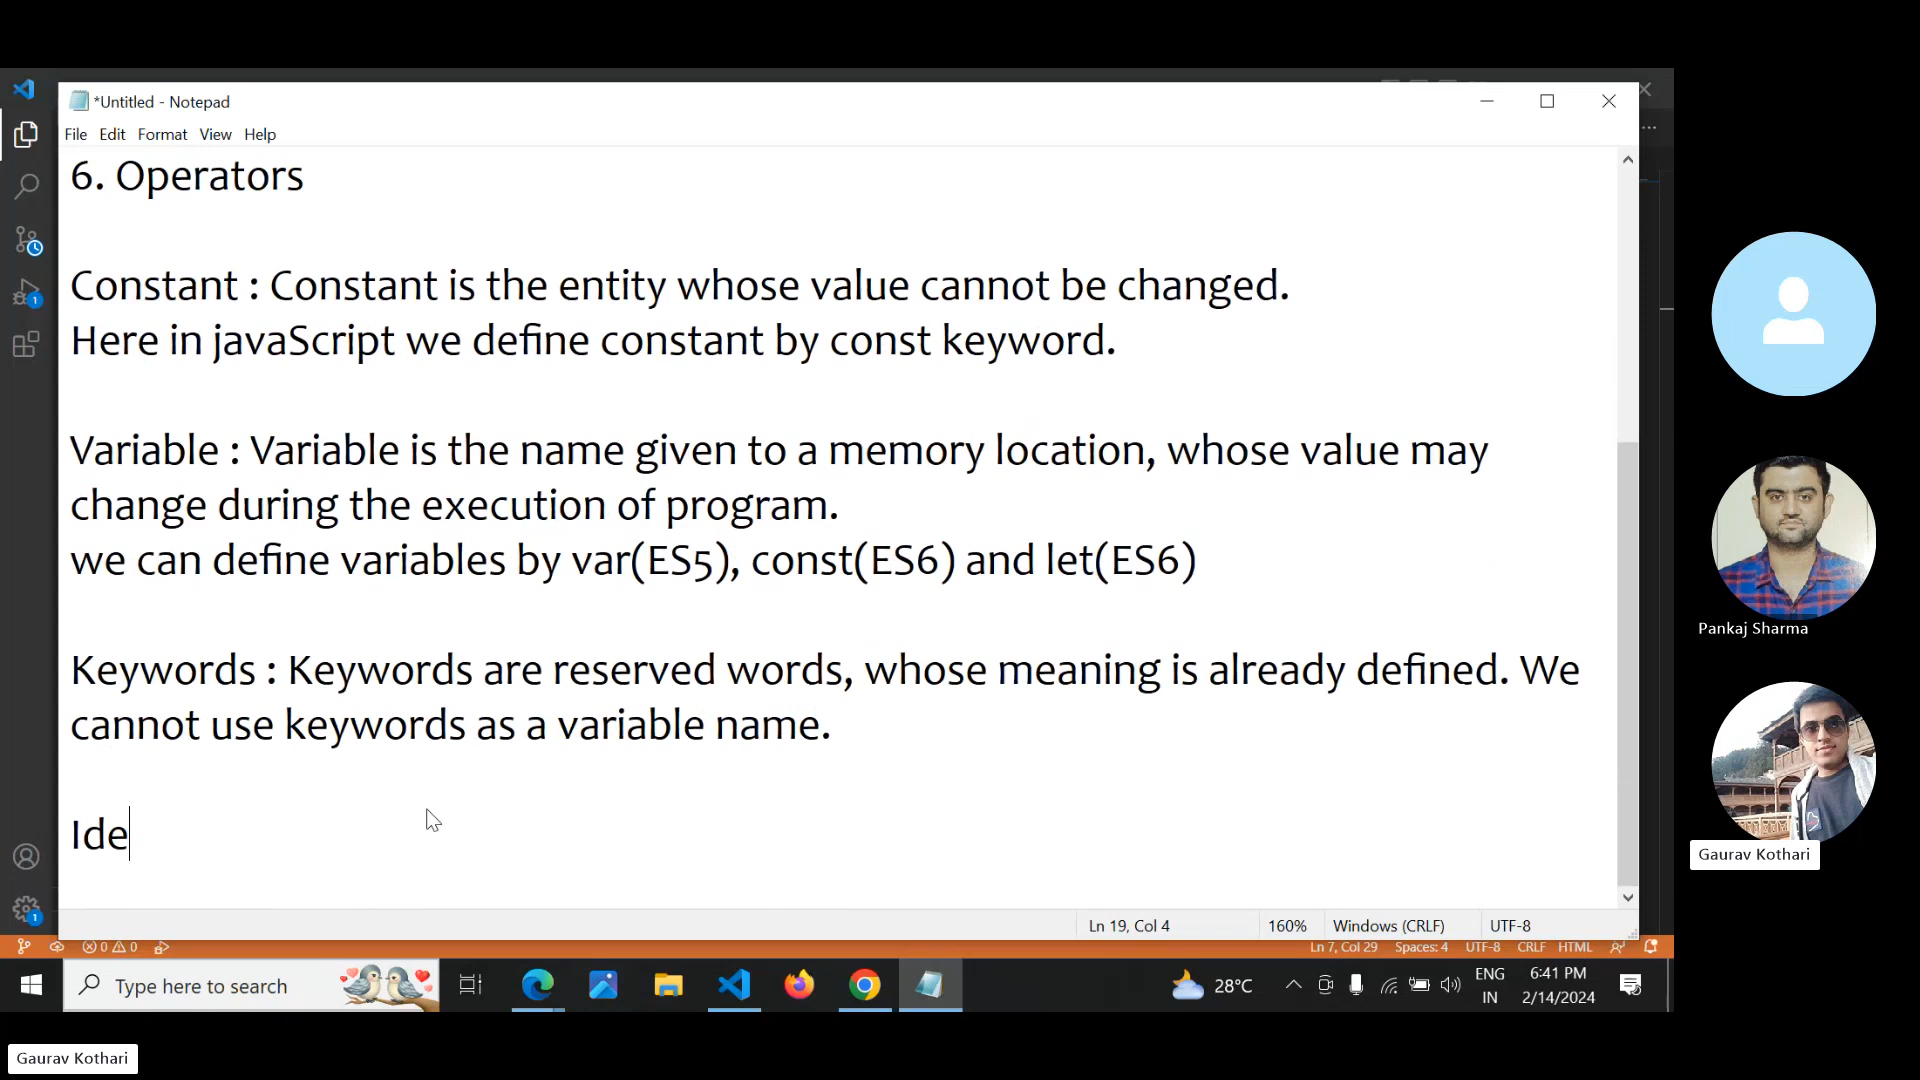 *Untitled - Notepad
File Edit Format View Help
6. Operators
Constant : Constant is the entity whose value cannot be changed.
Here in javaScript we define constant by const keyword.
Variable : Variable is the name given to a memory location, whose value may
change during the execution of program.
we can define variables by var(ES5), const(ES6) and let(ES6)
Keywords : Keywords are reserved words, whose meaning is already defined. We
cannot use keywords as a variable name.
Ide
Ln 19, Col 4 160% Windows (CRLF) UTF-8
0 0 Ln 7, Col 29 Spaces: 4 UTF-8 CRLF HTML
Type here to search 28°C ENG IN 6:41 PM 2/14/2024
1
1
Pankaj Sharma
Gaurav Kothari
Gaurav Kothari